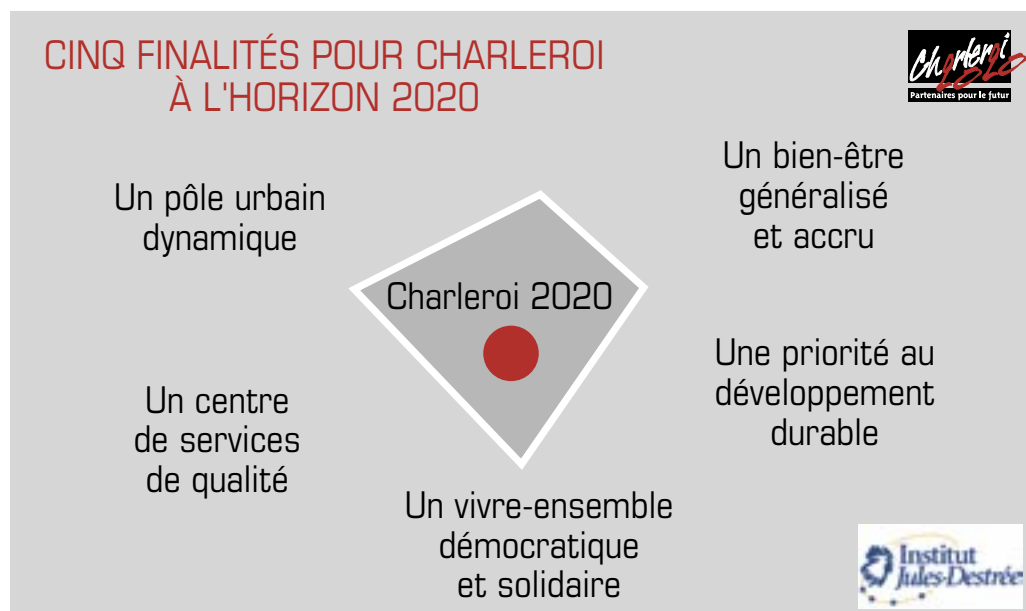 CINQ FINALITÉS POUR CHARLEROI
À L'HORIZON 2020
Charleroi
2020
Partenaires pour le futur
Un pôle urbain
dynamique
Un bien-être
généralisé
et accru
Charleroi 2020
Un centre
de services
de qualité
Une priorité au
développement
durable
Un vivre-ensemble
démocratique
et solidaire
Institut
Jules-Destrée